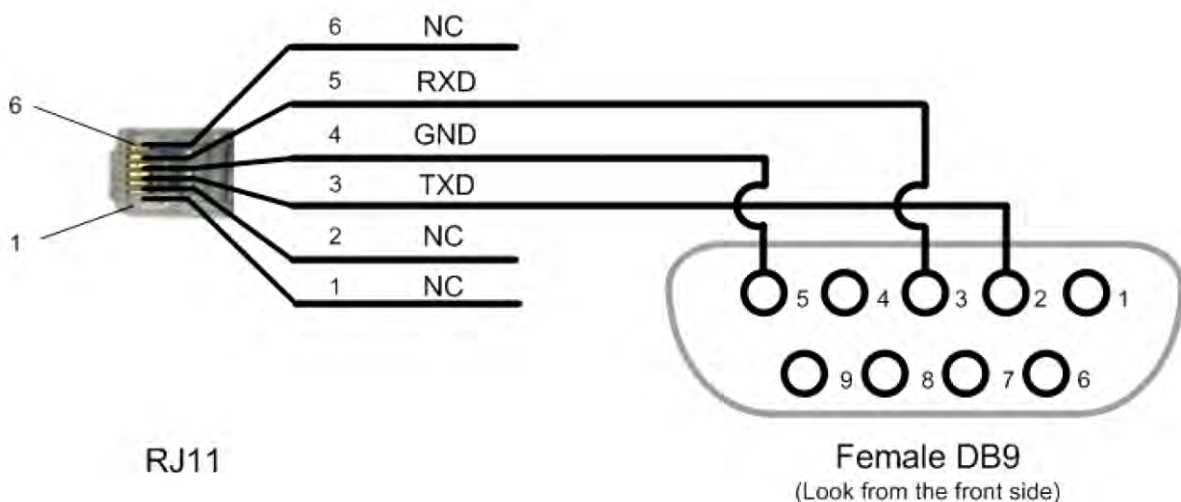 6 NC
5 RXD
6
4 GND
3 TXD
1
2 NC
1 NC
5 4 3 2 1
9 8 7 6
RJ11
Female DB9
(Look from the front side)